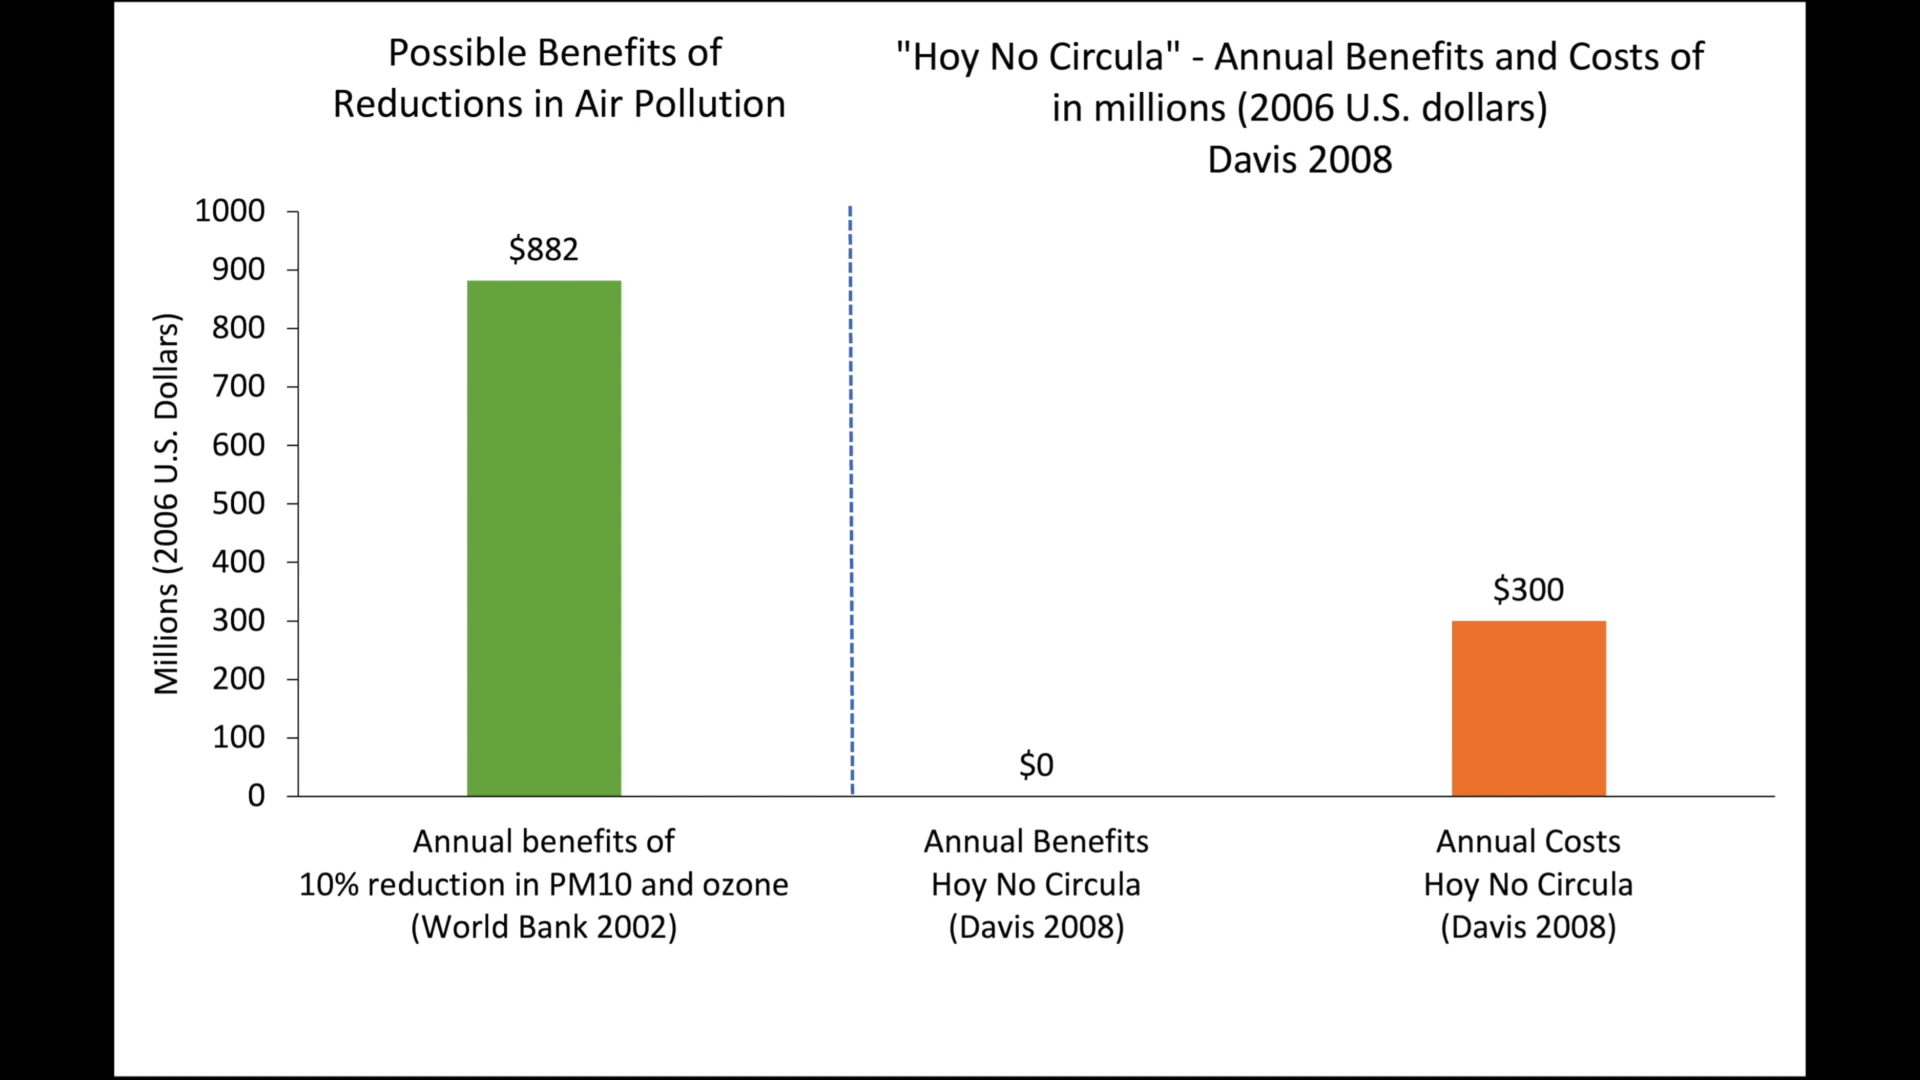 Possible Benefits of
Reductions in Air Pollution
"Hoy No Circula" - Annual Benefits and Costs of
in millions (2006 U.S. dollars)
Davis 2008
Millions (2006 U.S. Dollars)
1000
900
800
700
600
500
400
300
200
100
0
$882
$0
$300
Annual benefits of
10% reduction in PM10 and ozone
(World Bank 2002)
Annual Benefits
Hoy No Circula
(Davis 2008)
Annual Costs
Hoy No Circula
(Davis 2008)